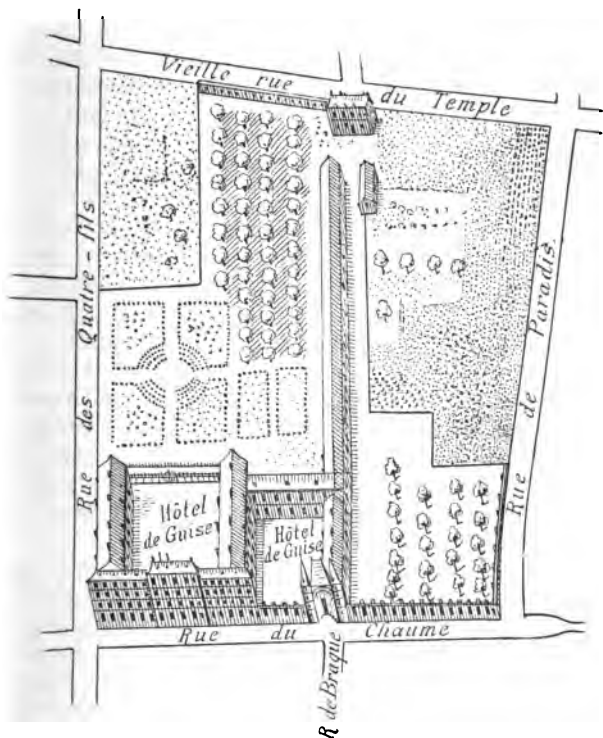 Vieille rue du Temple
Rue des Quatre-fils
Rue de Paradis
Hôtel
de Guise
Hôtel
de Guise
Rue du Chaume
R de Braque